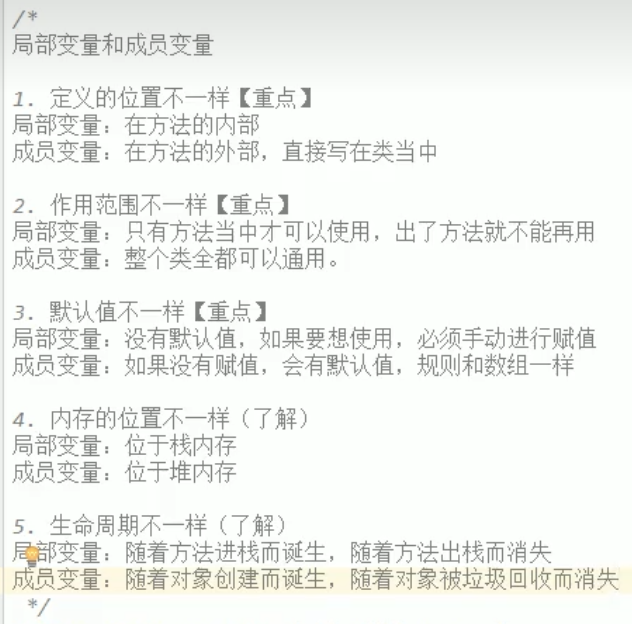 /*
局部变量和成员变量
1. 定义的位置不一样【重点】
局部变量：在方法的内部
成员变量：在方法的外部，直接写在类当中
2. 作用范围不一样【重点】
局部变量：只有方法当中才可以使用，出了方法就不能再用
成员变量：整个类全都可以通用。
3. 默认值不一样【重点】
局部变量：没有默认值，如果要想使用，必须手动进行赋值
成员变量：如果没有赋值，会有默认值，规则和数组一样
4. 内存的位置不一样（了解）
局部变量：位于栈内存
成员变量：位于堆内存
5. 生命周期不一样（了解）
局部变量：随着方法进栈而诞生，随着方法出栈而消失
成员变量：随着对象创建而诞生，随着对象被垃圾回收而消失
*/